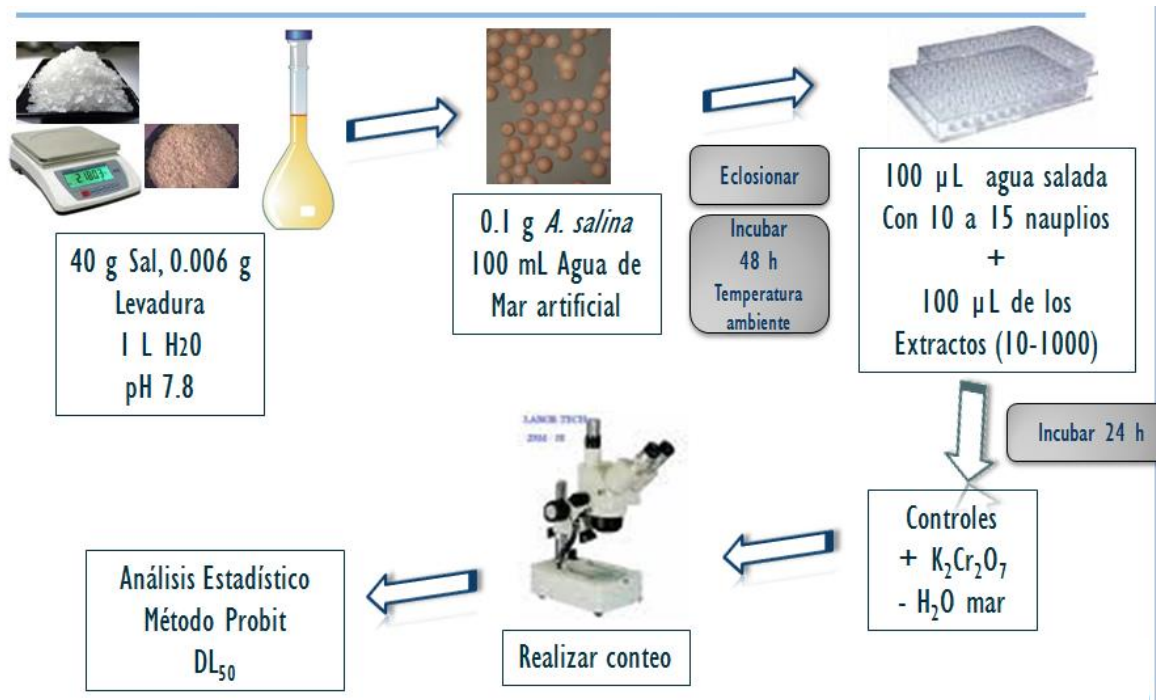 40 g Sal, 0.006 g
Levadura
1 L H2O
pH 7.8
0.1 g A. salina
100 mL Agua de
Mar artificial
Eclosionar
Incubar
48 h
Temperatura
ambiente
100 µL agua salada
Con 10 a 15 nauplios
+
100 µL de los
Extractos (10-1000)
Incubar 24 h
Controles
+ K₂Cr₂O₇
- H₂O mar
LABOR TECH
Realizar conteo
Análisis Estadístico
Método Probit
DL₅₀